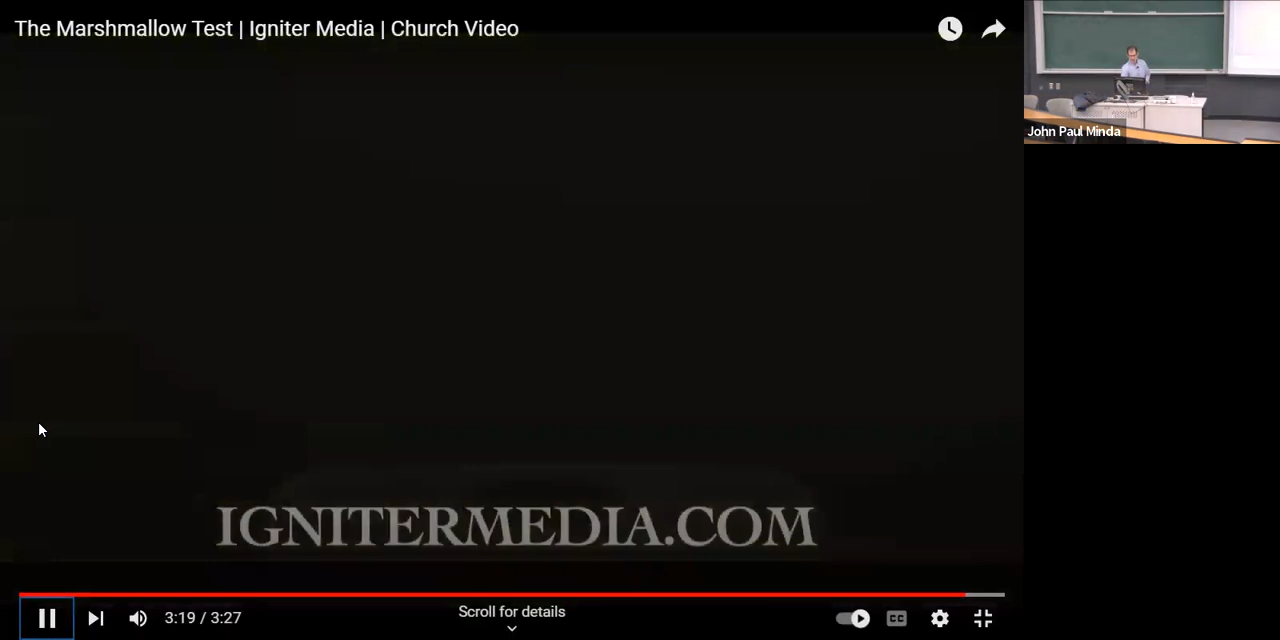 The Marshmallow Test | Igniter Media | Church Video
John Paul Minda
IGNITERMEDIA.COM
3:19 / 3:27
Scroll for details
CC